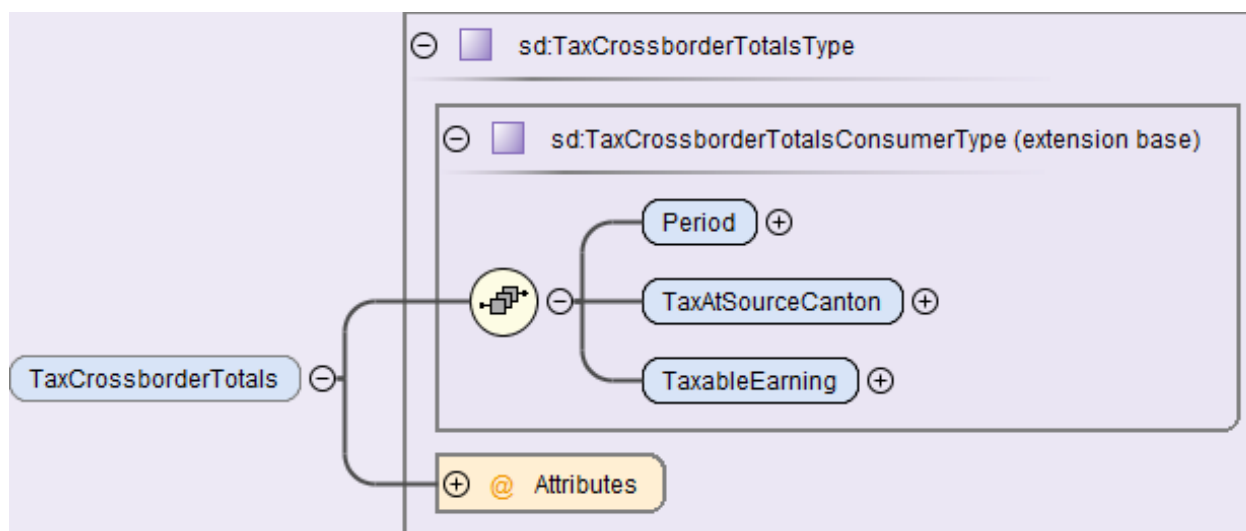 sd:TaxCrossborderTotalsType
sd:TaxCrossborderTotalsConsumerType (extension base)
Period
TaxAtSourceCanton
TaxableEarning
TaxCrossborderTotals
@ Attributes